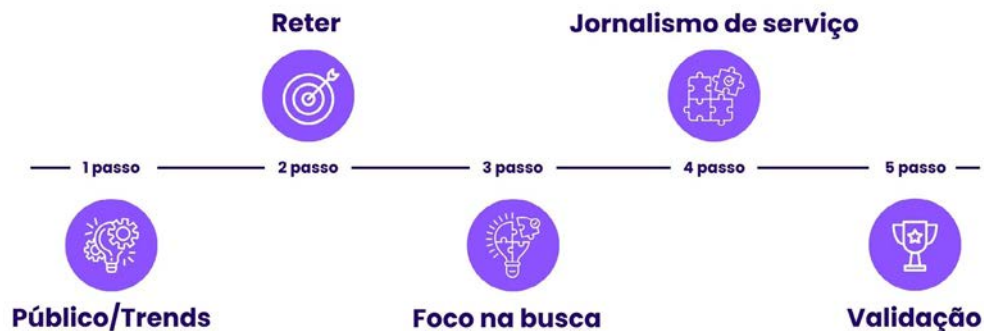 Reter
Jornalismo de serviço
1 passo
2 passo
3 passo
4 passo
5 passo
Público/Trends
Foco na busca
Validação